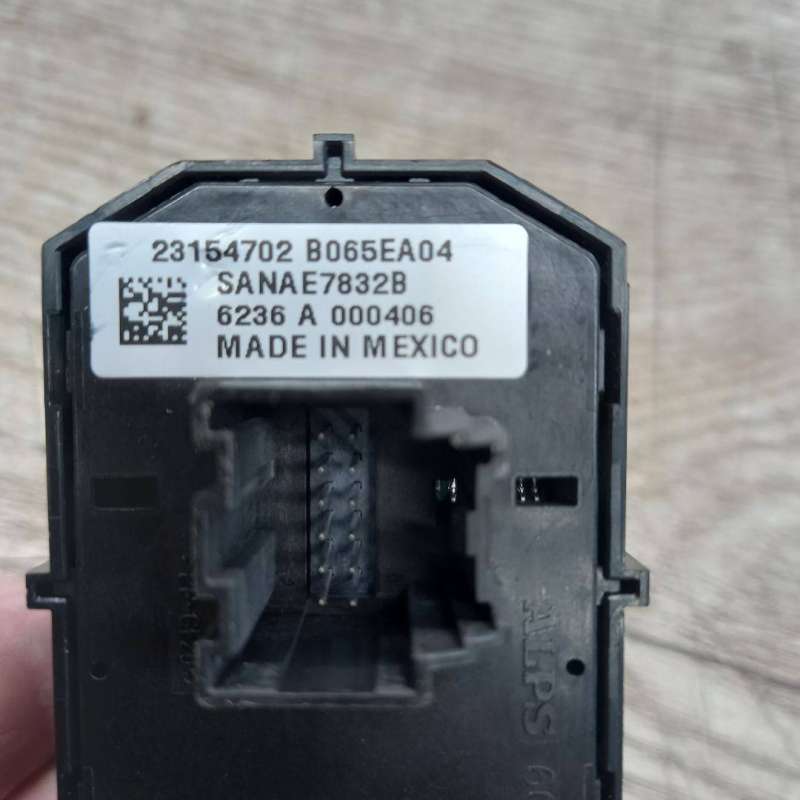 23154702 B065EA04
SANAE7832B
6236 A 000406
MADE IN MEXICO
ALPS